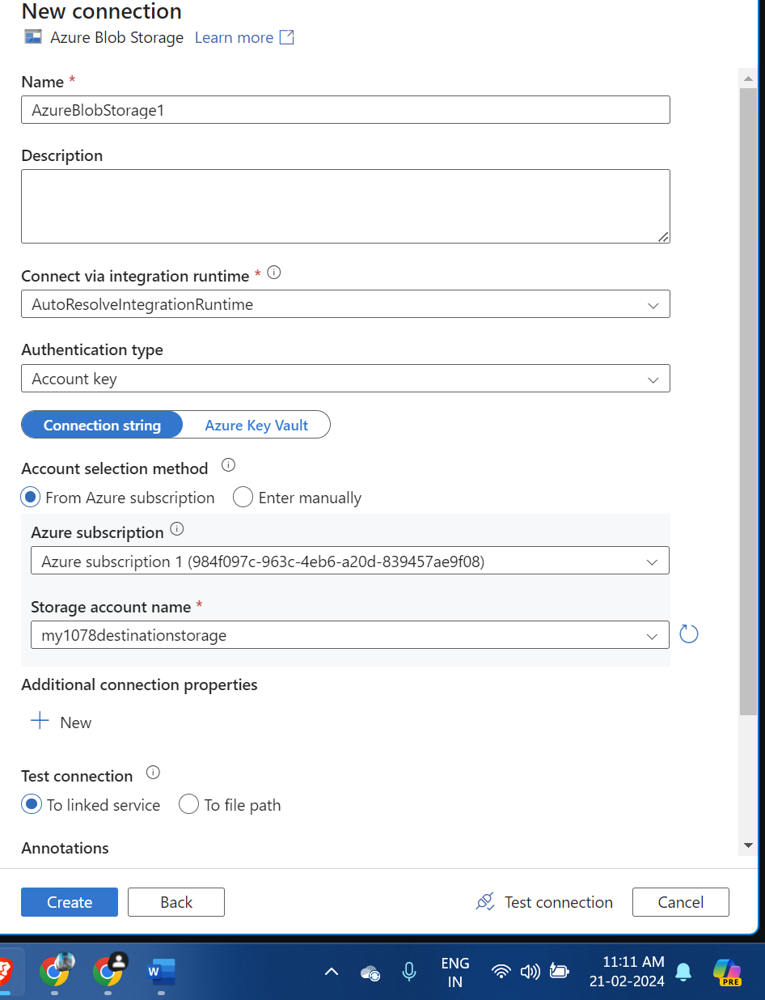 New connection
Azure Blob Storage Learn more
Name *
AzureBlobStorage1
Description
Connect via integration runtime *
AutoResolveIntegrationRuntime
Authentication type
Account key
Connection string Azure Key Vault
Account selection method
From Azure subscription Enter manually
Azure subscription
Azure subscription 1 (984f097c-963c-4eb6-a20d-839457ae9f08)
Storage account name *
my1078destinationstorage
Additional connection properties
New
Test connection
To linked service To file path
Annotations
Create Back Test connection Cancel
W
ENG
IN
11:11 AM
21-02-2024
PRE